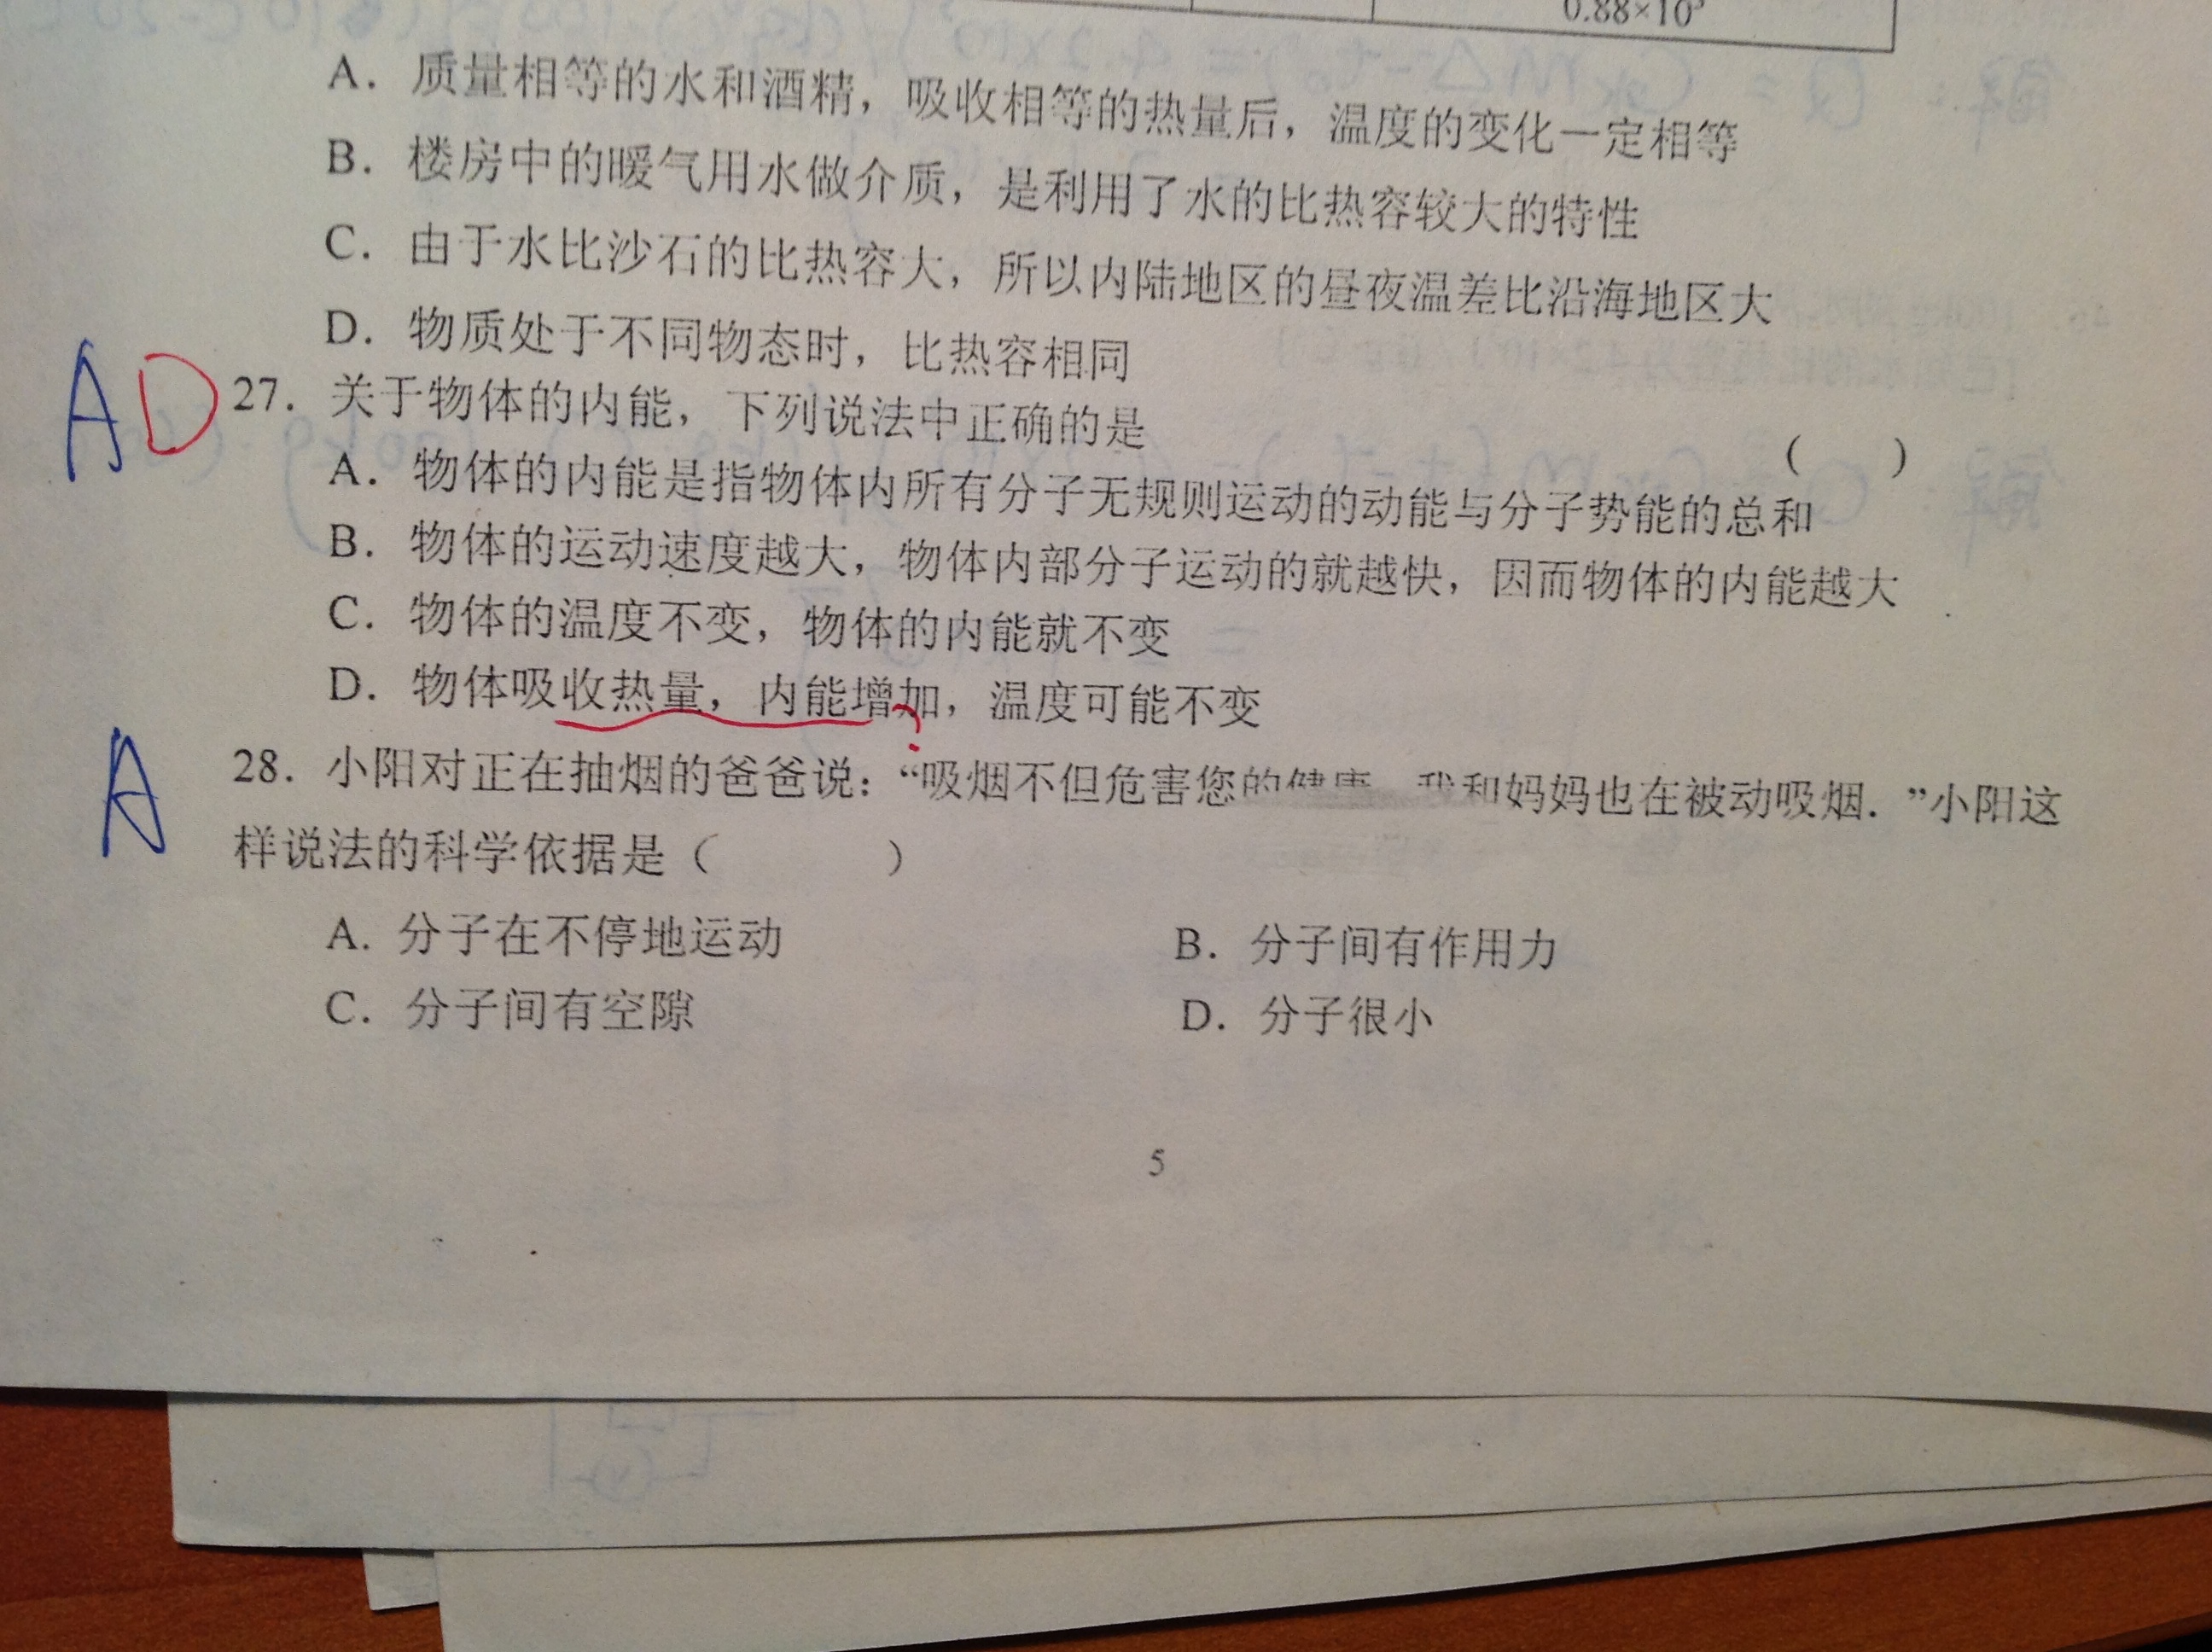 0.88×10³
A．质量相等的水和酒精，吸收相等的热量后，温度的变化一定相等
B．楼房中的暖气用水做介质，是利用了水的比热容较大的特性
C．由于水比沙石的比热容大，所以内陆地区的昼夜温差比沿海地区大
D．物质处于不同物态时，比热容相同
AD 27．关于物体的内能，下列说法中正确的是 （ ）
A．物体的内能是指物体内所有分子无规则运动的动能与分子势能的总和
B．物体的运动速度越大，物体内部分子运动的就越快，因而物体的内能越大
C．物体的温度不变，物体的内能就不变
D．物体吸收热量，内能增加，温度可能不变
?
A 28．小阳对正在抽烟的爸爸说：“吸烟不但危害您的健康 我和妈妈也在被动吸烟．”小阳这
样说法的科学依据是（ ）
A．分子在不停地运动 B．分子间有作用力
C．分子间有空隙 D．分子很小
5